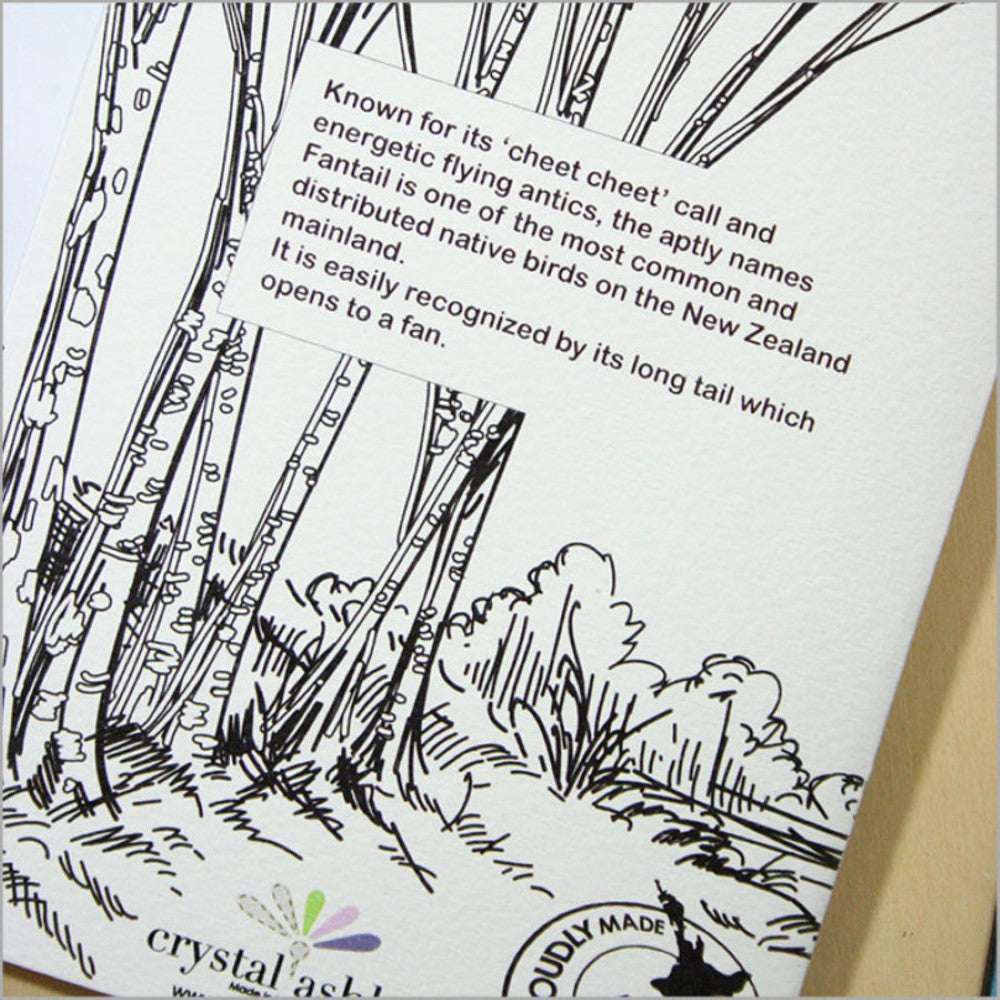 Known for its ‘cheet cheet’ call and
energetic flying antics, the aptly names
Fantail is one of the most common and
distributed native birds on the New Zealand
mainland.
It is easily recognized by its long tail which
opens to a fan.
crystal
Made
MADE